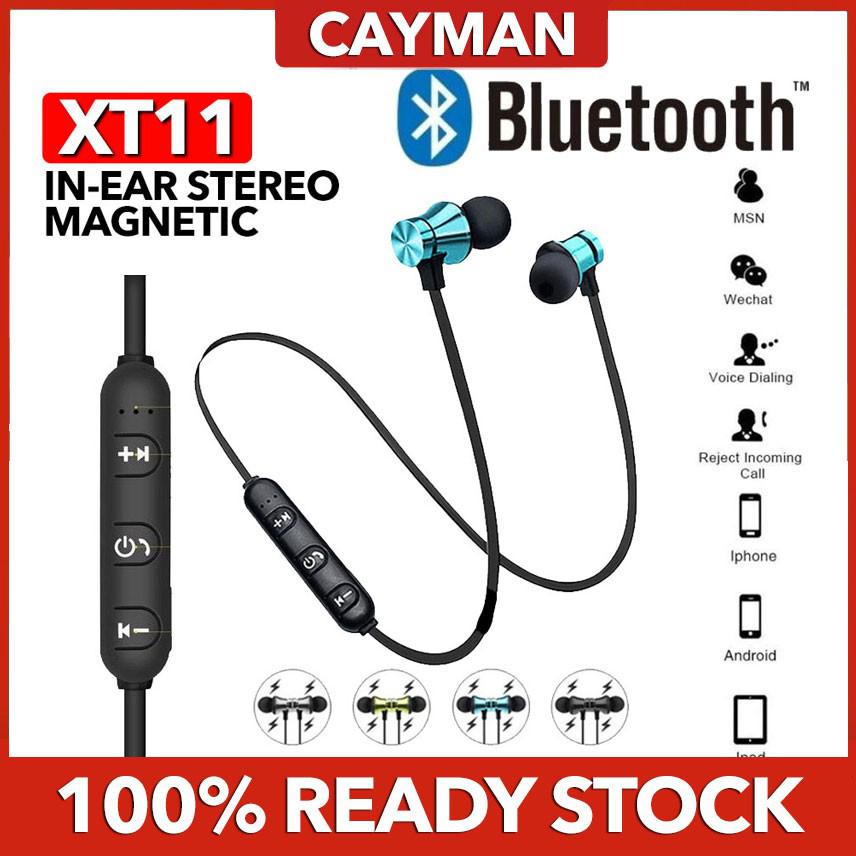 CAYMAN
XT11
IN-EAR STEREO
MAGNETIC
Bluetooth™
MSN
Wechat
Voice Dialing
Reject Incoming
Call
Iphone
Android
100% READY STOCK